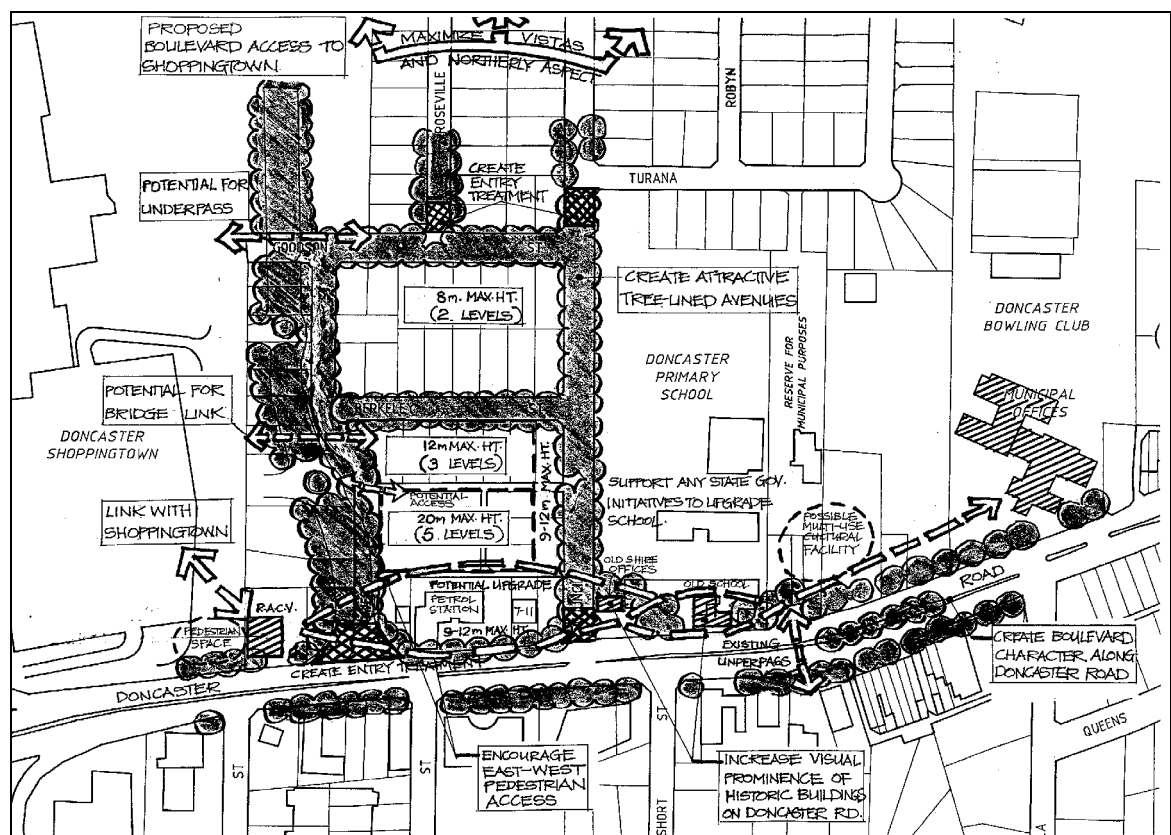 PROPOSED
BOULEVARD ACCESS TO
SHOPPINGTOWN
MAXIMIZE VISTAS
AND NORTHERLY ASPECT
ROSEVILLE
ROBYN
CREATE
ENTRY
TREATMENT
TURANA
POTENTIAL FOR
UNDERPASS
GOODSON ST.
8m. MAX. HT.
(2 LEVELS)
CREATE ATTRACTIVE
TREE-LINED AVENUES
DONCASTER
BOWLING CLUB
DONCASTER
PRIMARY
SCHOOL
RESERVE FOR
MUNICIPAL PURPOSES
MUNICIPAL
OFFICES
POTENTIAL FOR
BRIDGE LINK
BERKELEY ST.
DONCASTER
SHOPPINGTOWN
12m MAX. HT.
(3 LEVELS)
9-12m MAX. HT.
POTENTIAL
ACCESS
20m MAX. HT.
(5 LEVELS)
SUPPORT ANY STATE GOV.
INITIATIVES TO UPGRADE
SCHOOL.
LINK WITH
SHOPPINGTOWN
POSSIBLE
MULTI-USE
CULTURAL
FACILITY
OLD SHIRE
OFFICES
OLD SCHOOL
POTENTIAL UPGRADE
PETROL
STATION
7-11
9-12m MAX. HT.
R.A.C.V.
PEDESTRIAN
SPACE
CREATE ENTRY TREATMENT
EXISTING
UNDERPASS
DONCASTER
ROAD
CREATE BOULEVARD
CHARACTER ALONG
DONCASTER ROAD
ENCOURAGE
EAST-WEST
PEDESTRIAN
ACCESS
INCREASE VISUAL
PROMINENCE OF
HISTORIC BUILDINGS
ON DONCASTER RD.
QUEENS
ST
ST
SHORT ST